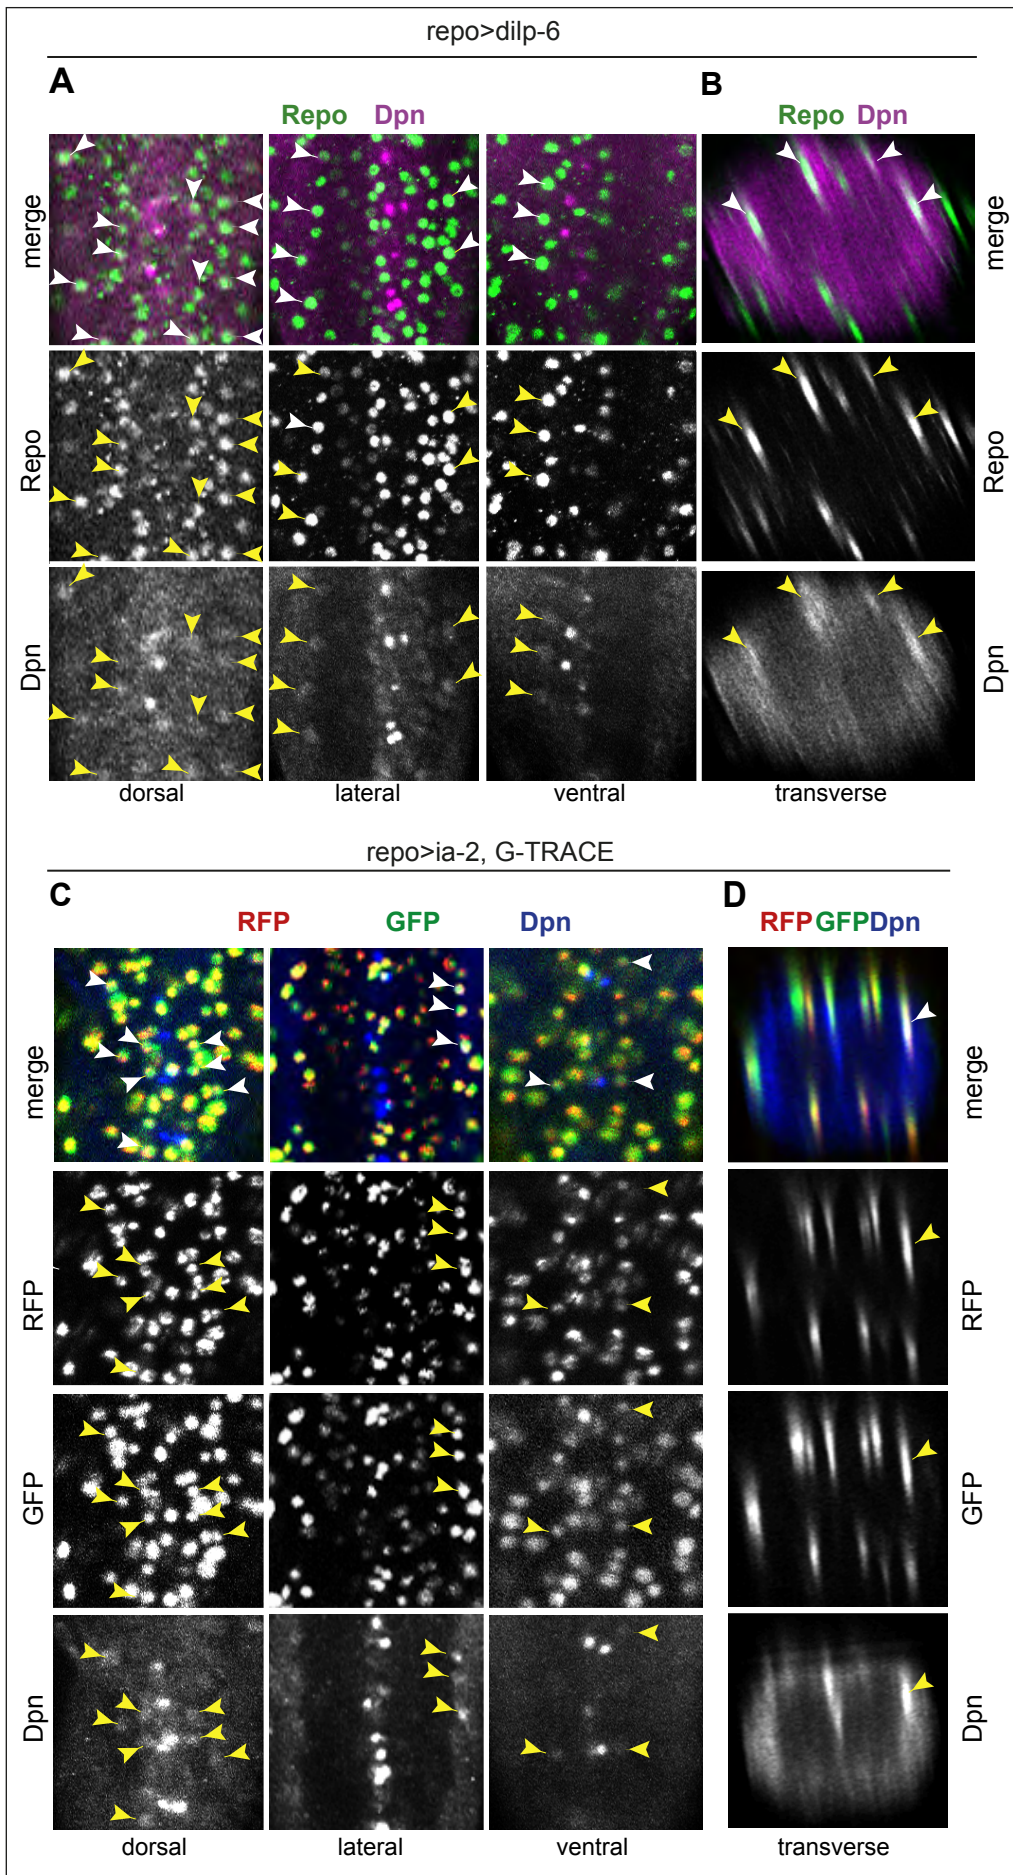 repo>dilp-6
A
B
Repo Dpn
Repo Dpn
merge
merge
Repo
Repo
Dpn
Dpn
dorsal
lateral
ventral
transverse
repo>ia-2, G-TRACE
C
D
RFP
GFP
Dpn
RFP GFP Dpn
merge
merge
RFP
RFP
GFP
GFP
Dpn
Dpn
dorsal
lateral
ventral
transverse